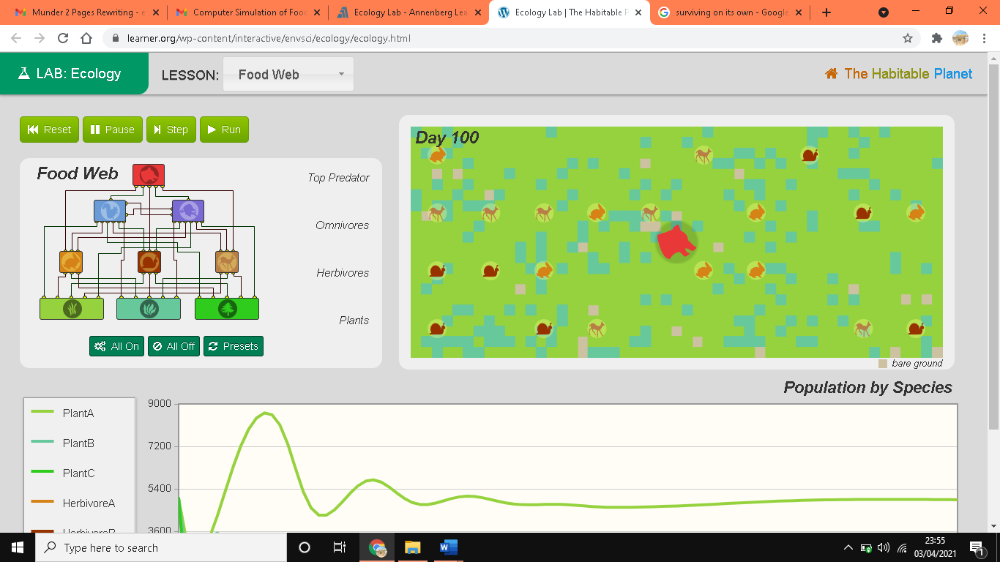 Munder 2 Pages Rewriting - e
Computer Simulation of Food
Ecology Lab - Annenberg Lea
Ecology Lab | The Habitable P
surviving on its own - Google
learner.org/wp-content/interactive/envsci/ecology/ecology.html
LAB: Ecology
LESSON:
Food Web
The Habitable Planet
Reset
Pause
Step
Run
Food Web
Top Predator
Omnivores
Herbivores
Plants
All On
All Off
Presets
Day 100
bare ground
Population by Species
PlantA
PlantB
PlantC
HerbivoreA
HerbivoreB
9000
7200
5400
3600
Type here to search
23:55
03/04/2021
1